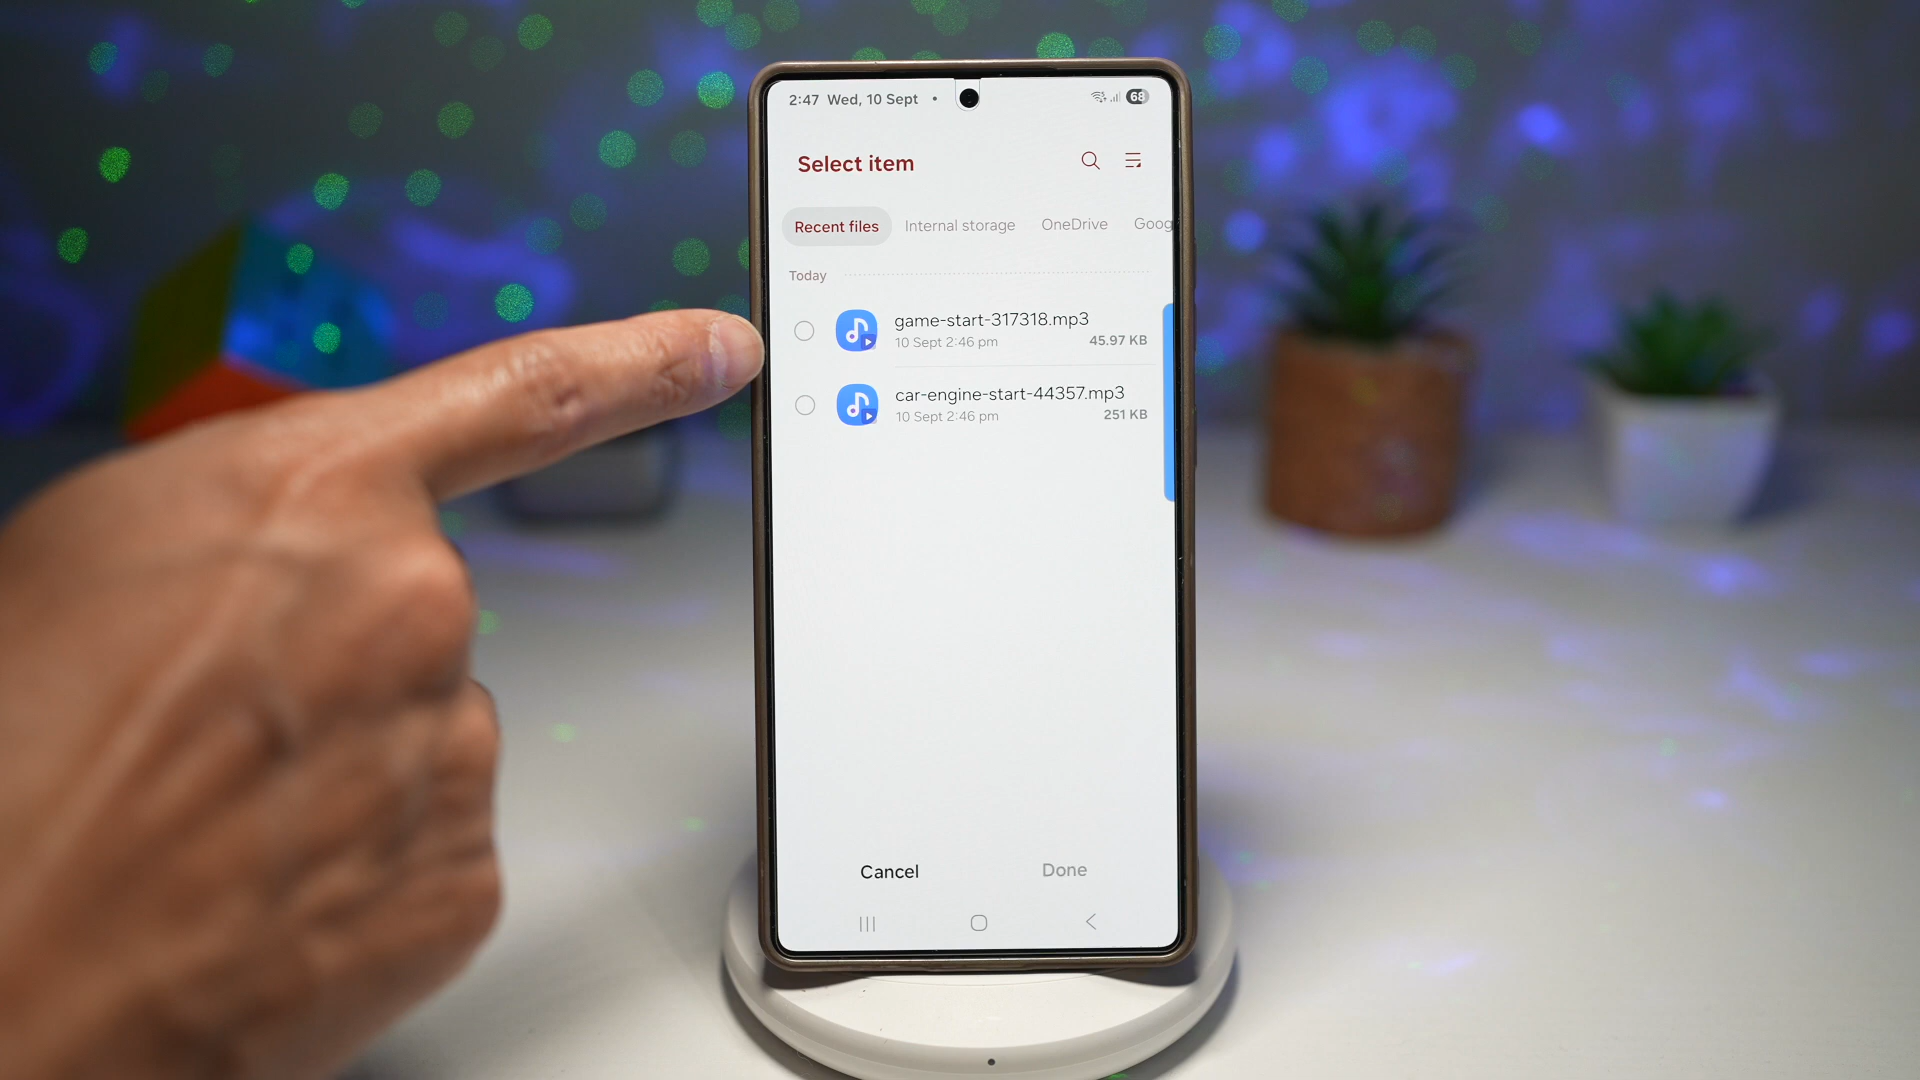 2:47 Wed, 10 Sept •
68
Select item
Recent files Internal storage OneDrive Goog
Today
game-start-317318.mp3
10 Sept 2:46 pm 45.97 KB
car-engine-start-44357.mp3
10 Sept 2:46 pm 251 KB
Cancel Done